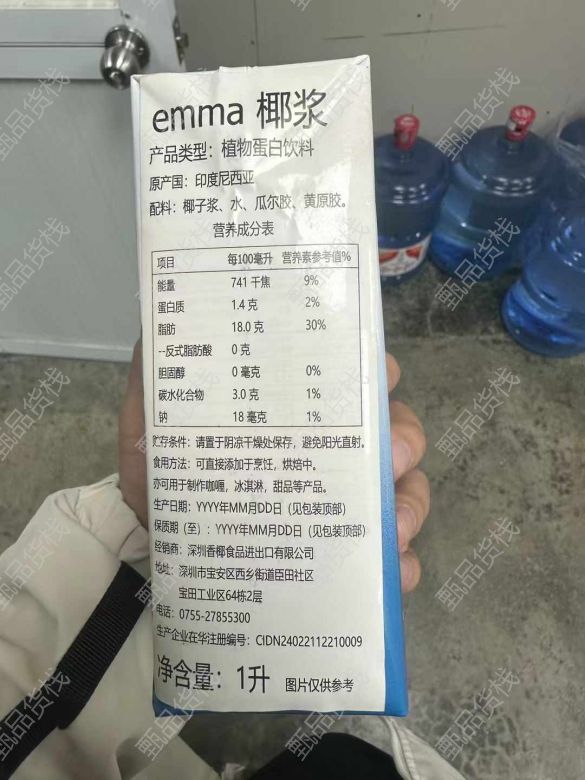 emma 椰浆
产品类型：植物蛋白饮料
原产国：印度尼西亚
配料：椰子浆、水、瓜尔胶、黄原胶。
营养成分表
项目 每100毫升 营养素参考值%
能量 741 千焦 9%
蛋白质 1.4 克 2%
脂肪 18.0 克 30%
--反式脂肪酸 0 克
胆固醇 0 毫克 0%
碳水化合物 3.0 克 1%
钠 18 毫克 1%
贮存条件：请置于阴凉干燥处保存，避免阳光直射。
食用方法：可直接添加于烹饪，烘焙中。
亦可用于制作咖喱，冰淇淋，甜品等产品。
生产日期：YYYY年MM月DD日（见包装顶部）
保质期（至）：YYYY年MM月DD日（见包装顶部）
经销商：深圳香椰食品进出口有限公司
地址：深圳市宝安区西乡街道臣田社区
宝田工业区64栋2层
电话：0755-27855300
生产企业在华注册编号：CIDN24022112210009
净含量：1升 图片仅供参考
甄品货栈